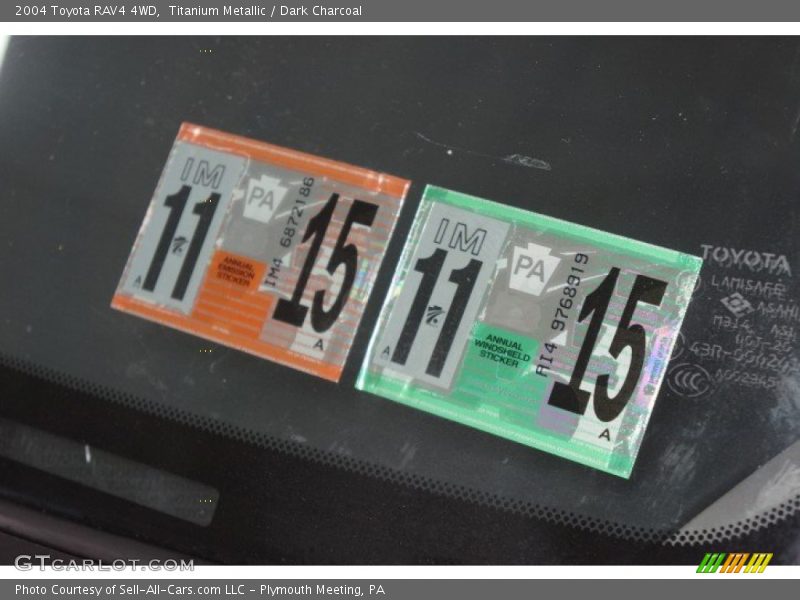 2004 Toyota RAV4 4WD,  Titanium Metallic / Dark Charcoal
IM
11
A
PA
ANNUAL
EMISSION
STICKER
IM4 6872186
15
A
IM
11
A
PA
ANNUAL
WINDSHIELD
STICKER
AI4 9768919
15
A
TOYOTA
LAMISAFE
ASAHI
GTCARLOT.COM
Photo Courtesy of Sell-All-Cars.com LLC - Plymouth Meeting, PA